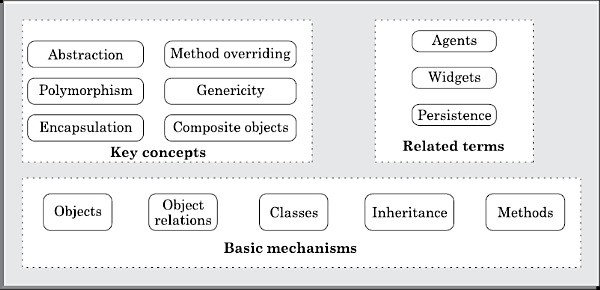 Abstraction
Method overriding
Polymorphism
Genericity
Encapsulation
Composite objects
Key concepts
Agents
Widgets
Persistence
Related terms
Objects
Object
relations
Classes
Inheritance
Methods
Basic mechanisms